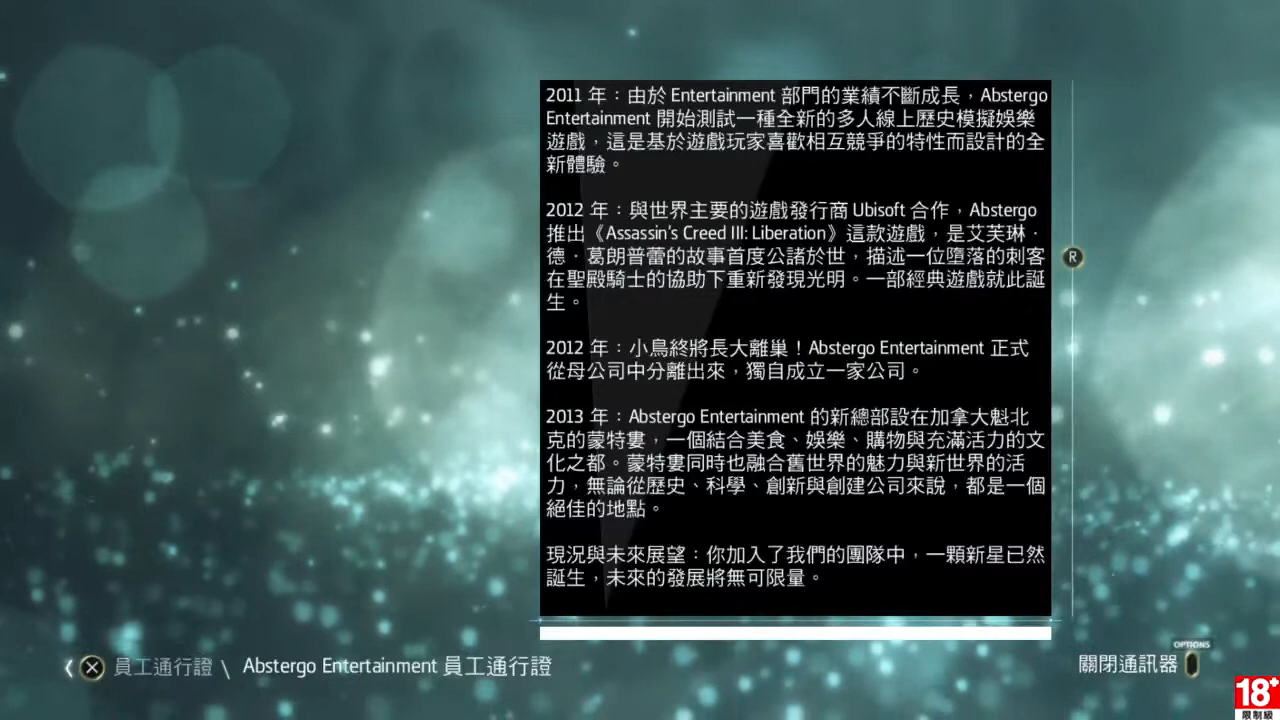 2011 年：由於 Entertainment 部門的業績不斷成長，Abstergo
Entertainment 開始測試一種全新的多人線上歷史模擬娛樂
遊戲，這是基於遊戲玩家喜歡相互競爭的特性而設計的全
新體驗。
2012 年：與世界主要的遊戲發行商 Ubisoft 合作，Abstergo
推出《Assassin's Creed III: Liberation》這款遊戲，是艾芙琳·
德·葛朗普蕾的故事首度公諸於世，描述一位墮落的刺客
在聖殿騎士的協助下重新發現光明。一部經典遊戲就此誕
生。
2012 年：小鳥終將長大離巢！Abstergo Entertainment 正式
從母公司中分離出來，獨自成立一家公司。
2013 年：Abstergo Entertainment 的新總部設在加拿大魁北
克的蒙特婁，一個結合美食、娛樂、購物與充滿活力的文
化之都。蒙特婁同時也融合舊世界的魅力與新世界的活
力，無論從歷史、科學、創新與創建公司來說，都是一個
絕佳的地點。
現況與未來展望：你加入了我們的團隊中，一顆新星已然
誕生，未來的發展將無可限量。
R
OPTIONS
員工通行證 \ Abstergo Entertainment 員工通行證
關閉通訊器
18+
限制級